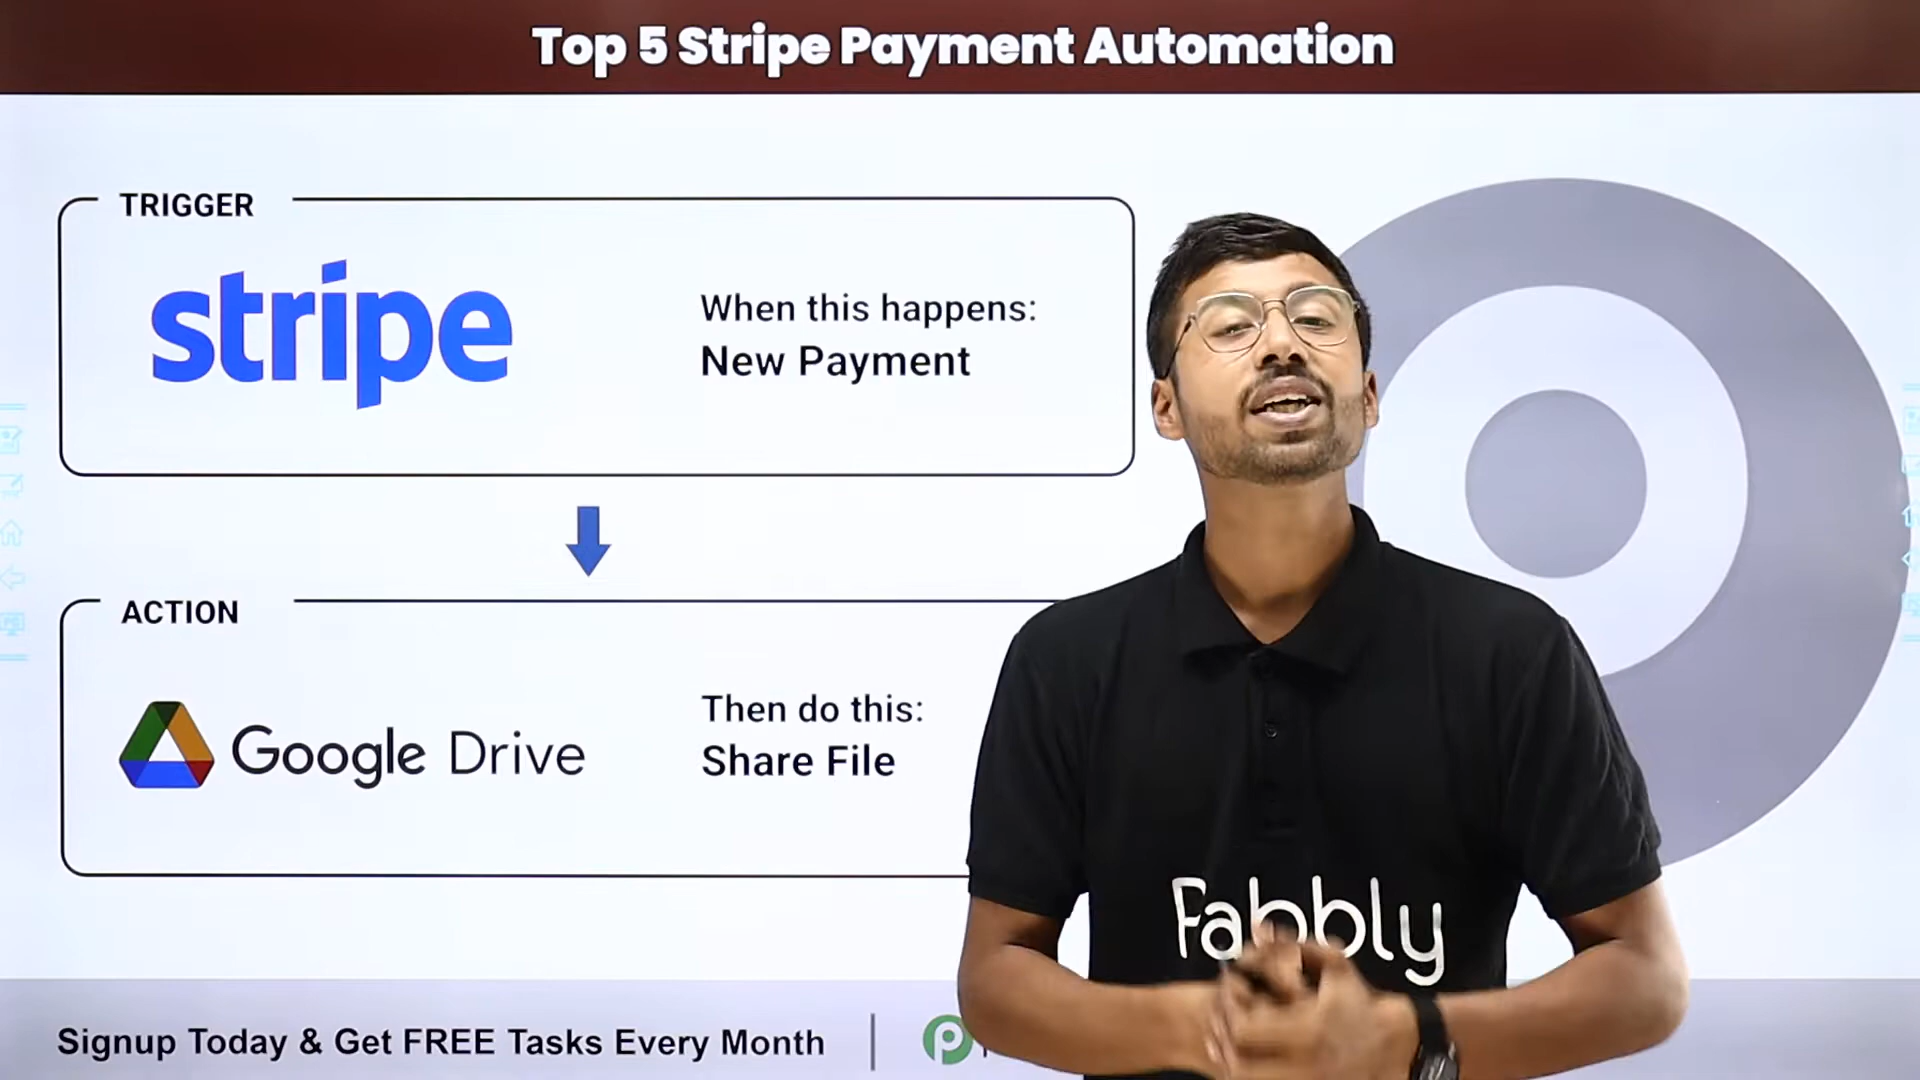 Top 5 Stripe Payment Automation
TRIGGER
stripe
When this happens:
New Payment
ACTION
Google Drive
Then do this:
Share File
Signup Today & Get FREE Tasks Every Month